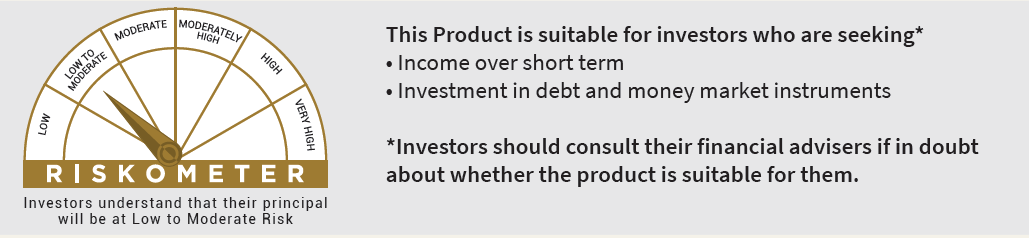 LOW
LOW TO
MODERATE
MODERATE
MODERATELY
HIGH
HIGH
VERY HIGH
RISKOMETER
Investors understand that their principal
will be at Low to Moderate Risk
This Product is suitable for investors who are seeking*
• Income over short term
• Investment in debt and money market instruments
*Investors should consult their financial advisers if in doubt
about whether the product is suitable for them.